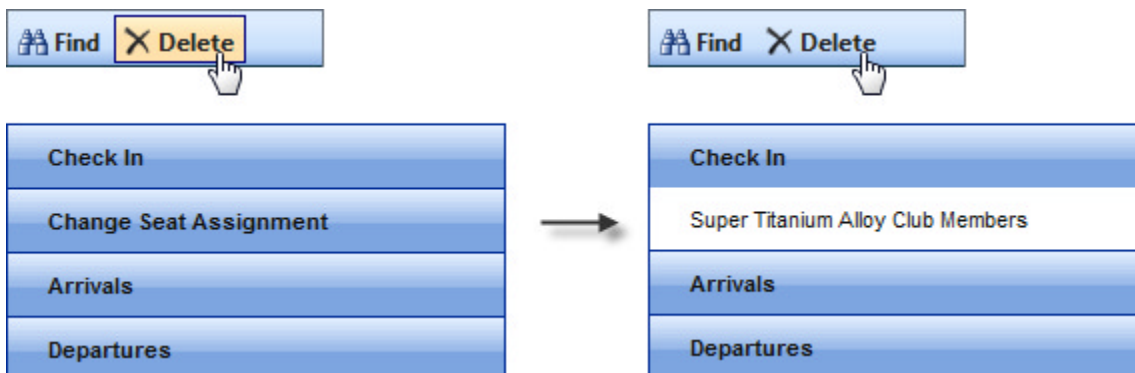 Find Delete
Check In
Change Seat Assignment
Arrivals
Departures
Find Delete
Check In
Super Titanium Alloy Club Members
Arrivals
Departures